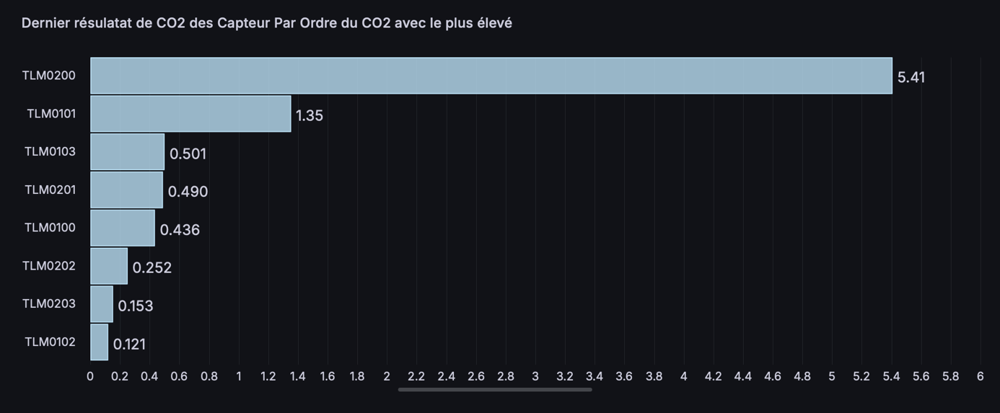 Dernier résulatat de CO2 des Capteur Par Ordre du CO2 avec le plus élevé
TLM0200 5.41
TLM0101 1.35
TLM0103 0.501
TLM0201 0.490
TLM0100 0.436
TLM0202 0.252
TLM0203 0.153
TLM0102 0.121
0 0.2 0.4 0.6 0.8 1 1.2 1.4 1.6 1.8 2 2.2 2.4 2.6 2.8 3 3.2 3.4 3.6 3.8 4 4.2 4.4 4.6 4.8 5 5.2 5.4 5.6 5.8 6